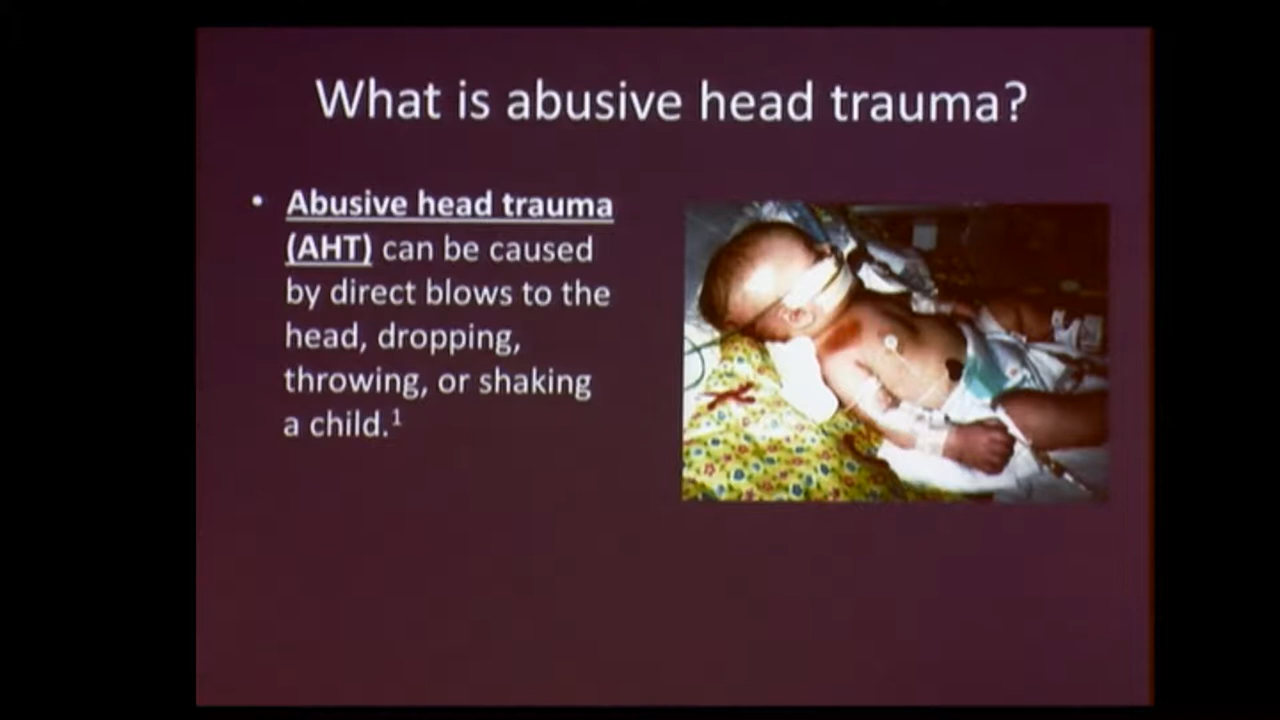 What is abusive head trauma?
• Abusive head trauma
(AHT) can be caused
by direct blows to the
head, dropping,
throwing, or shaking
a child.¹